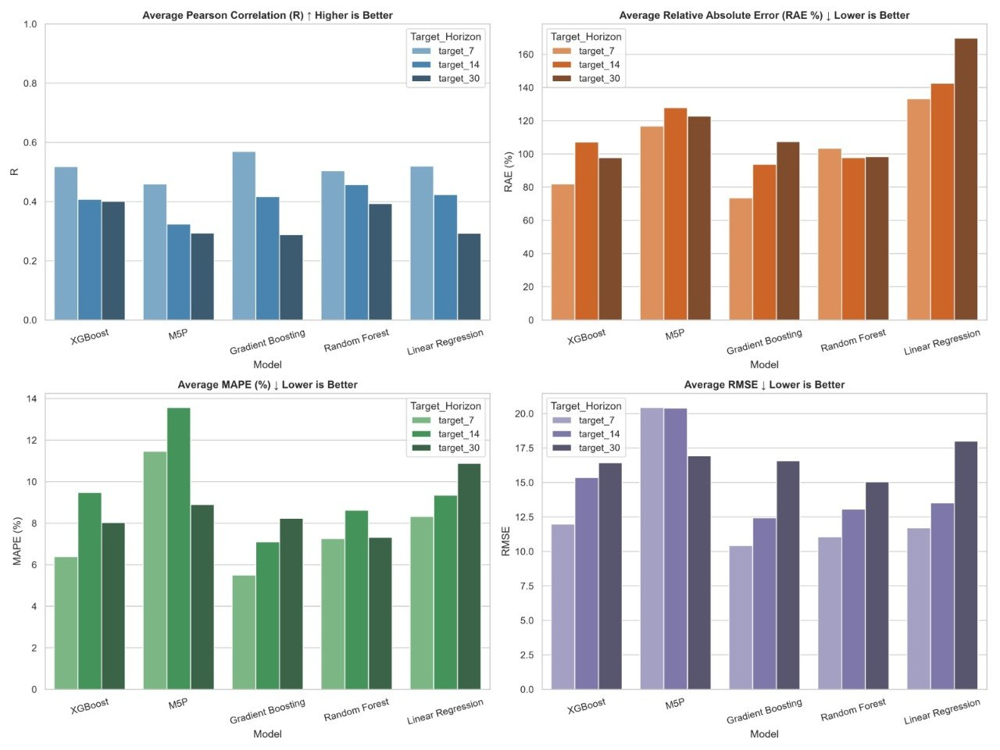 Average Pearson Correlation (R) ↑ Higher is Better
1.0
0.8
0.6
0.4
0.2
0.0
R
Target_Horizon
target_7
target_14
target_30
XGBoost
M5P
Gradient Boosting
Random Forest
Linear Regression
Model
Average Relative Absolute Error (RAE %) ↓ Lower is Better
160
140
120
100
80
60
40
20
0
RAE (%)
Target_Horizon
target_7
target_14
target_30
XGBoost
M5P
Gradient Boosting
Random Forest
Linear Regression
Model
Average MAPE (%) ↓ Lower is Better
14
12
10
8
6
4
2
0
MAPE (%)
Target_Horizon
target_7
target_14
target_30
XGBoost
M5P
Gradient Boosting
Random Forest
Linear Regression
Model
Average RMSE ↓ Lower is Better
20.0
17.5
15.0
12.5
10.0
7.5
5.0
2.5
0.0
RMSE
Target_Horizon
target_7
target_14
target_30
XGBoost
M5P
Gradient Boosting
Random Forest
Linear Regression
Model